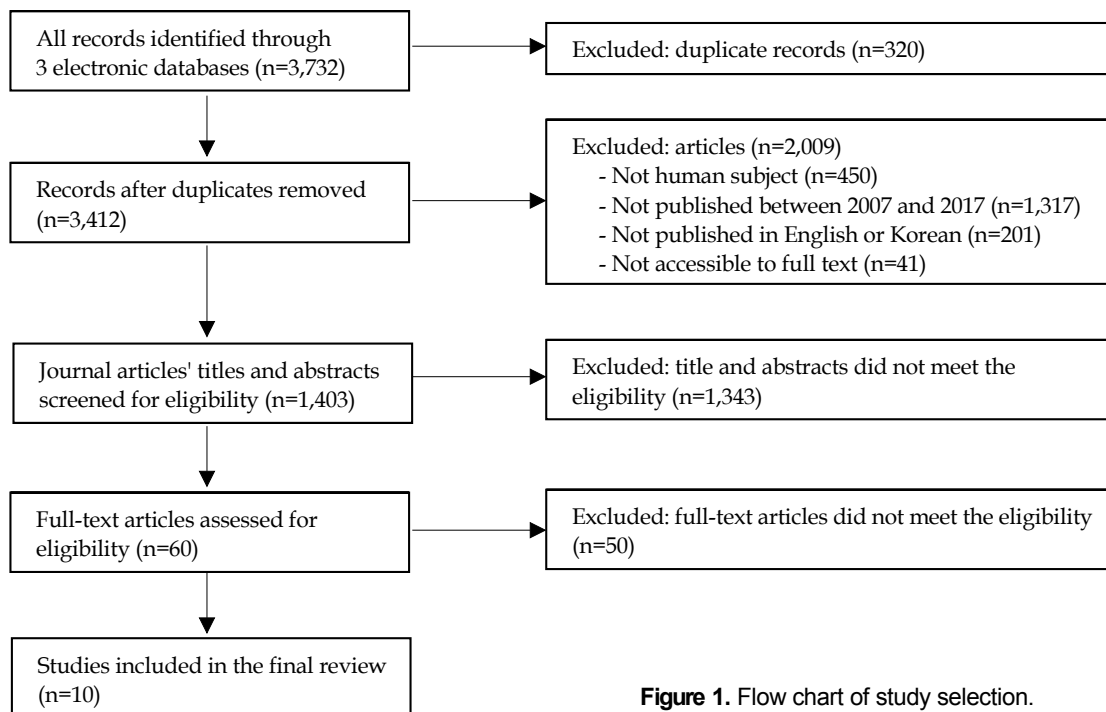 All records identified through
3 electronic databases (n=3,732)
Excluded: duplicate records (n=320)
Records after duplicates removed
(n=3,412)
Excluded: articles (n=2,009)
- Not human subject (n=450)
- Not published between 2007 and 2017 (n=1,317)
- Not published in English or Korean (n=201)
- Not accessible to full text (n=41)
Journal articles' titles and abstracts
screened for eligibility (n=1,403)
Excluded: title and abstracts did not meet the
eligibility (n=1,343)
Full-text articles assessed for
eligibility (n=60)
Excluded: full-text articles did not meet the eligibility
(n=50)
Studies included in the final review
(n=10)
Figure 1. Flow chart of study selection.